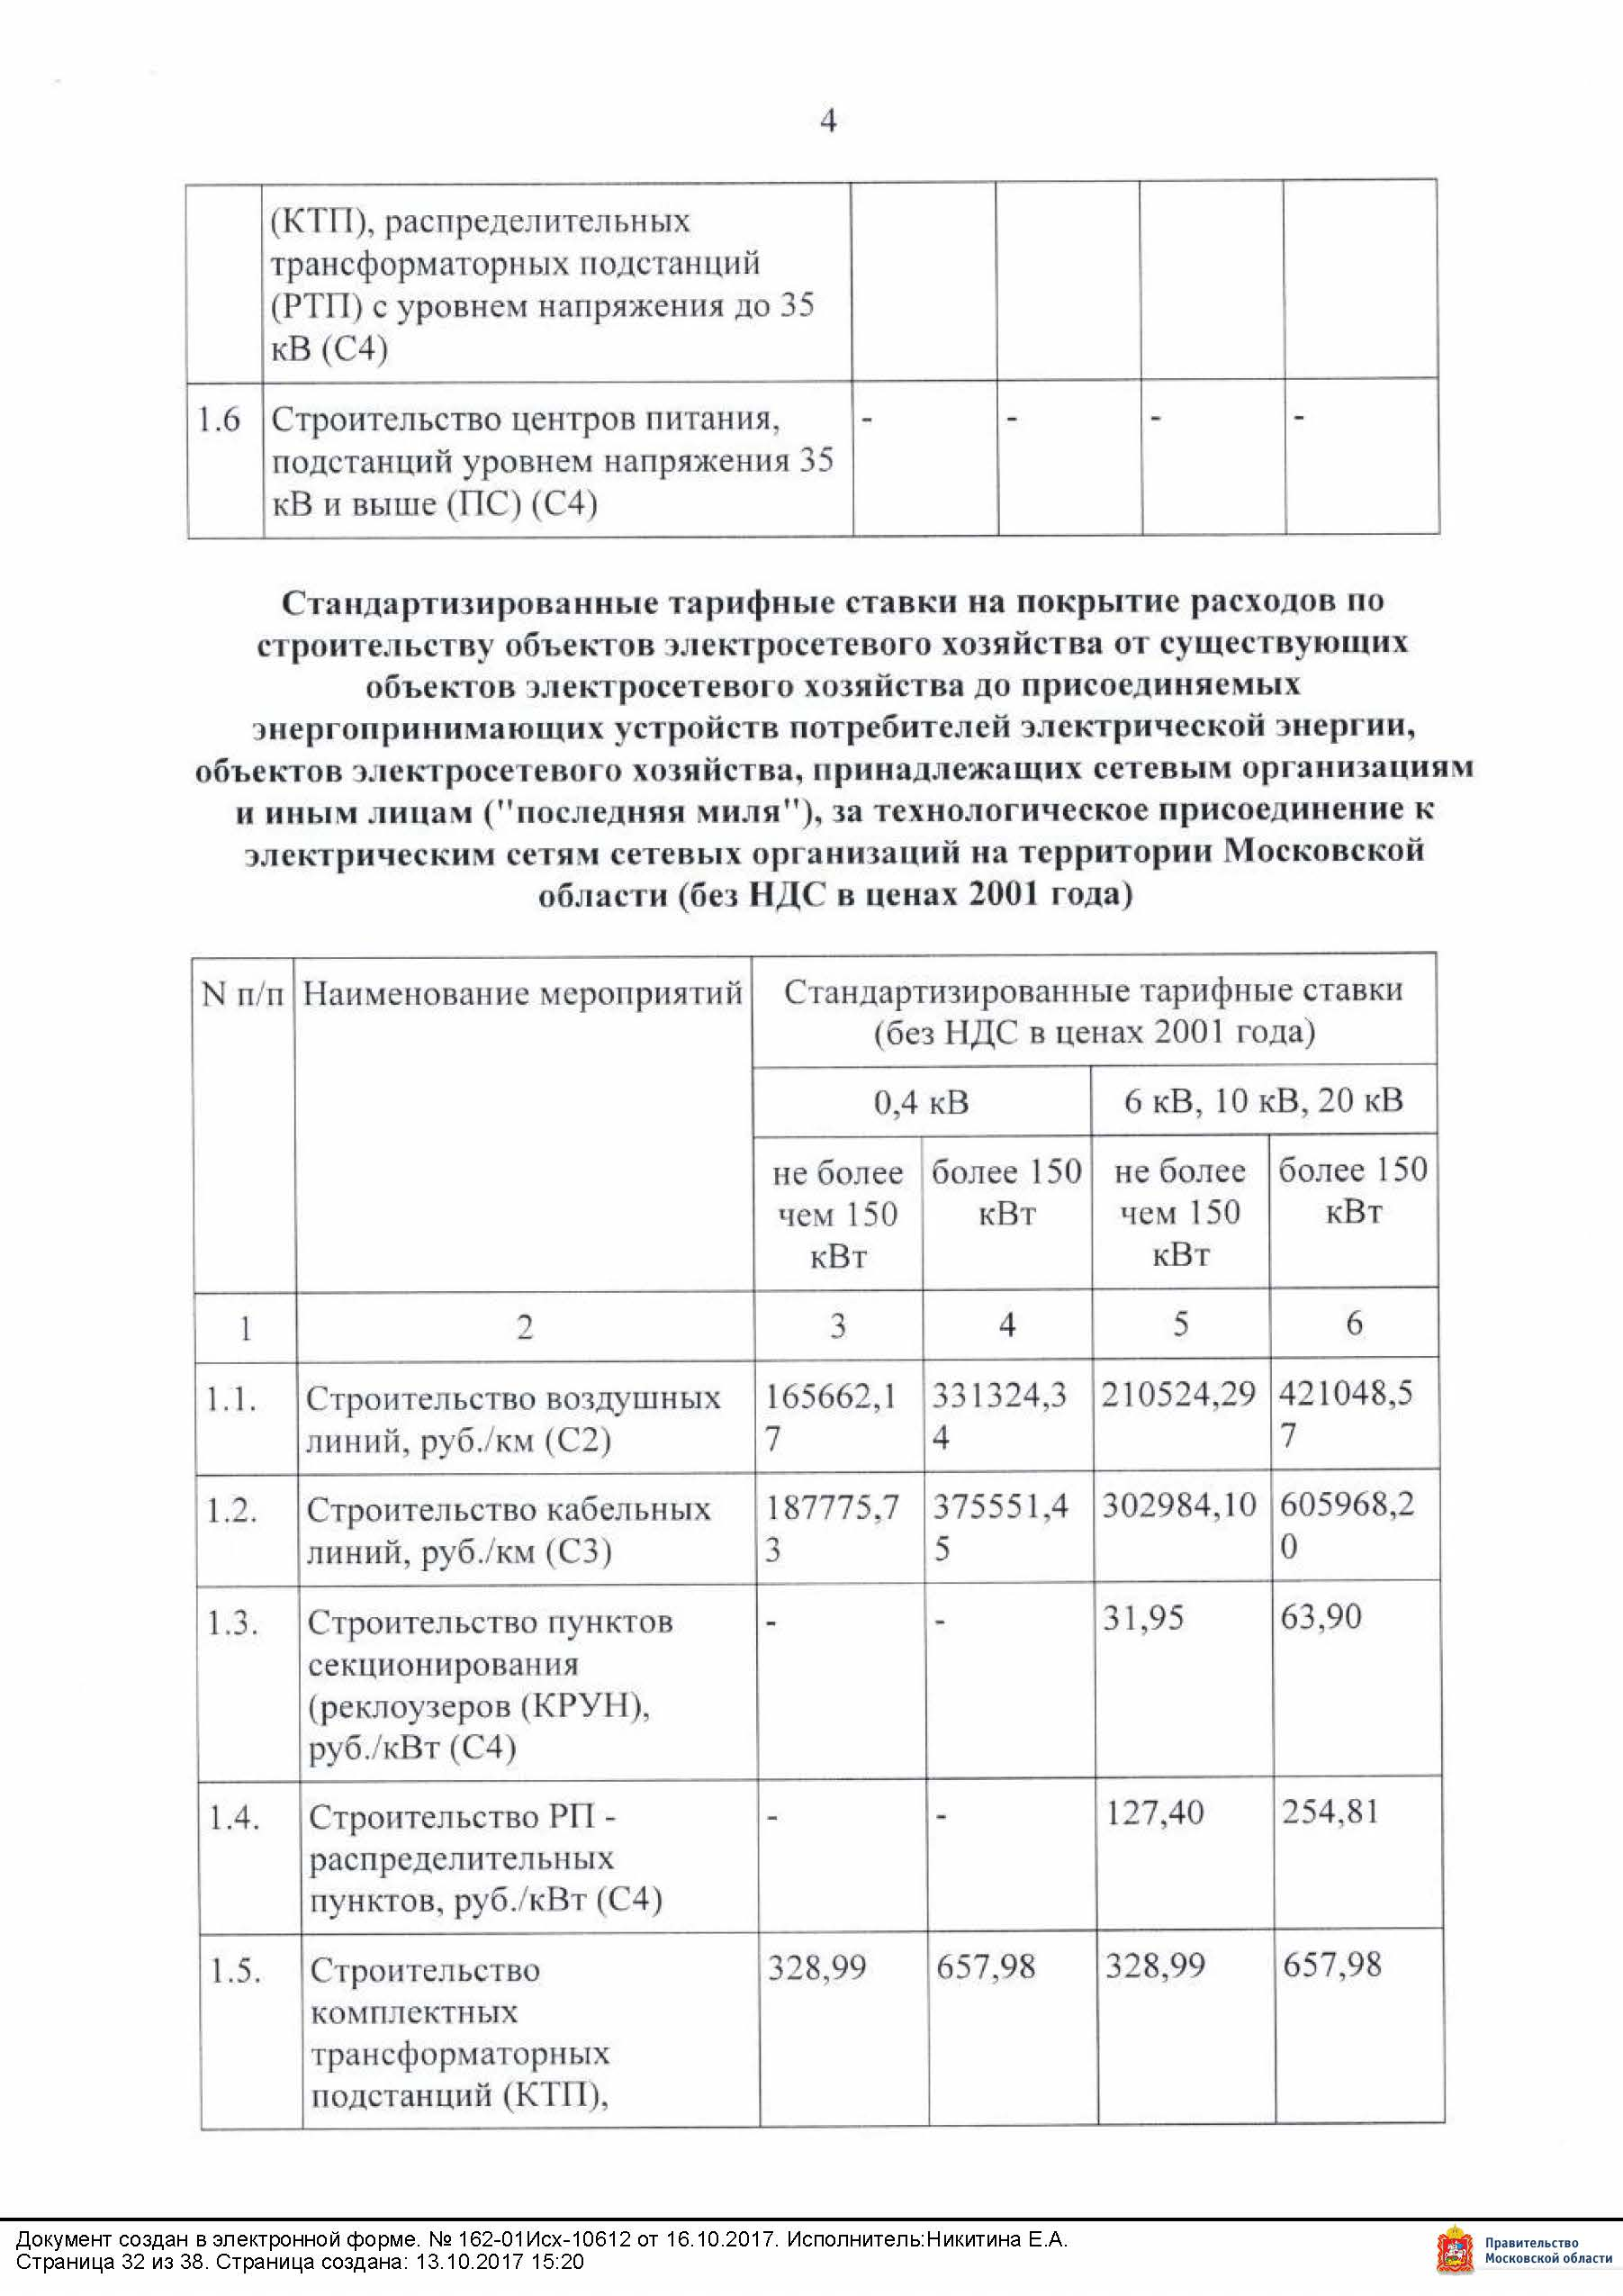 4
(КТП), распределительных
трансформаторных подстанций
(РТП) с уровнем напряжения до 35
кВ (С4)
1.6 Строительство центров питания, - - - -
подстанций уровнем напряжения 35
кВ и выше (ПС) (С4)
Стандартизированные тарифные ставки на покрытие расходов по
строительству объектов электросетевого хозяйства от существующих
объектов электросетевого хозяйства до присоединяемых
энергопринимающих устройств потребителей электрической энергии,
объектов электросетевого хозяйства, принадлежащих сетевым организациям
и иным лицам ("последняя миля"), за технологическое присоединение к
электрическим сетям сетевых организаций на территории Московской
области (без НДС в ценах 2001 года)
N п/п Наименование мероприятий Стандартизированные тарифные ставки
(без НДС в ценах 2001 года)
0,4 кВ 6 кВ, 10 кВ, 20 кВ
не более более 150 не более более 150
чем 150 кВт чем 150 кВт
кВт кВт
1 2 3 4 5 6
1.1. Строительство воздушных 165662,1 331324,3 210524,29 421048,5
линий, руб./км (С2) 7 4 7
1.2. Строительство кабельных 187775,7 375551,4 302984,10 605968,2
линий, руб./км (С3) 3 5 0
1.3. Строительство пунктов - - 31,95 63,90
секционирования
(реклоузеров (КРУН),
руб./кВт (С4)
1.4. Строительство РП - - - 127,40 254,81
распределительных
пунктов, руб./кВт (С4)
1.5. Строительство 328,99 657,98 328,99 657,98
комплектных
трансформаторных
подстанций (КТП),
Документ создан в электронной форме. № 162-01Исх-10612 от 16.10.2017. Исполнитель:Никитина Е.А.
Страница 32 из 38. Страница создана: 13.10.2017 15:20
Правительство
Московской области